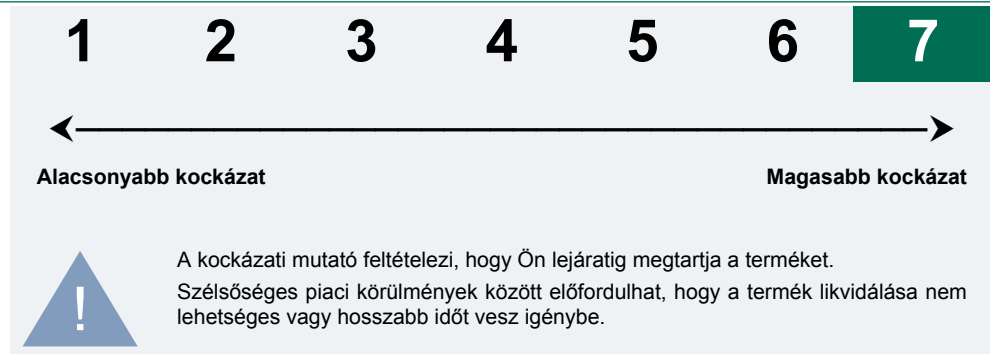 1 2 3 4 5 6 7
Alacsonyabb kockázat Magasabb kockázat
A kockázati mutató feltételezi, hogy Ön lejáratig megtartja a terméket.
Szélsőséges piaci körülmények között előfordulhat, hogy a termék likvidálása nem
lehetséges vagy hosszabb időt vesz igénybe.
!